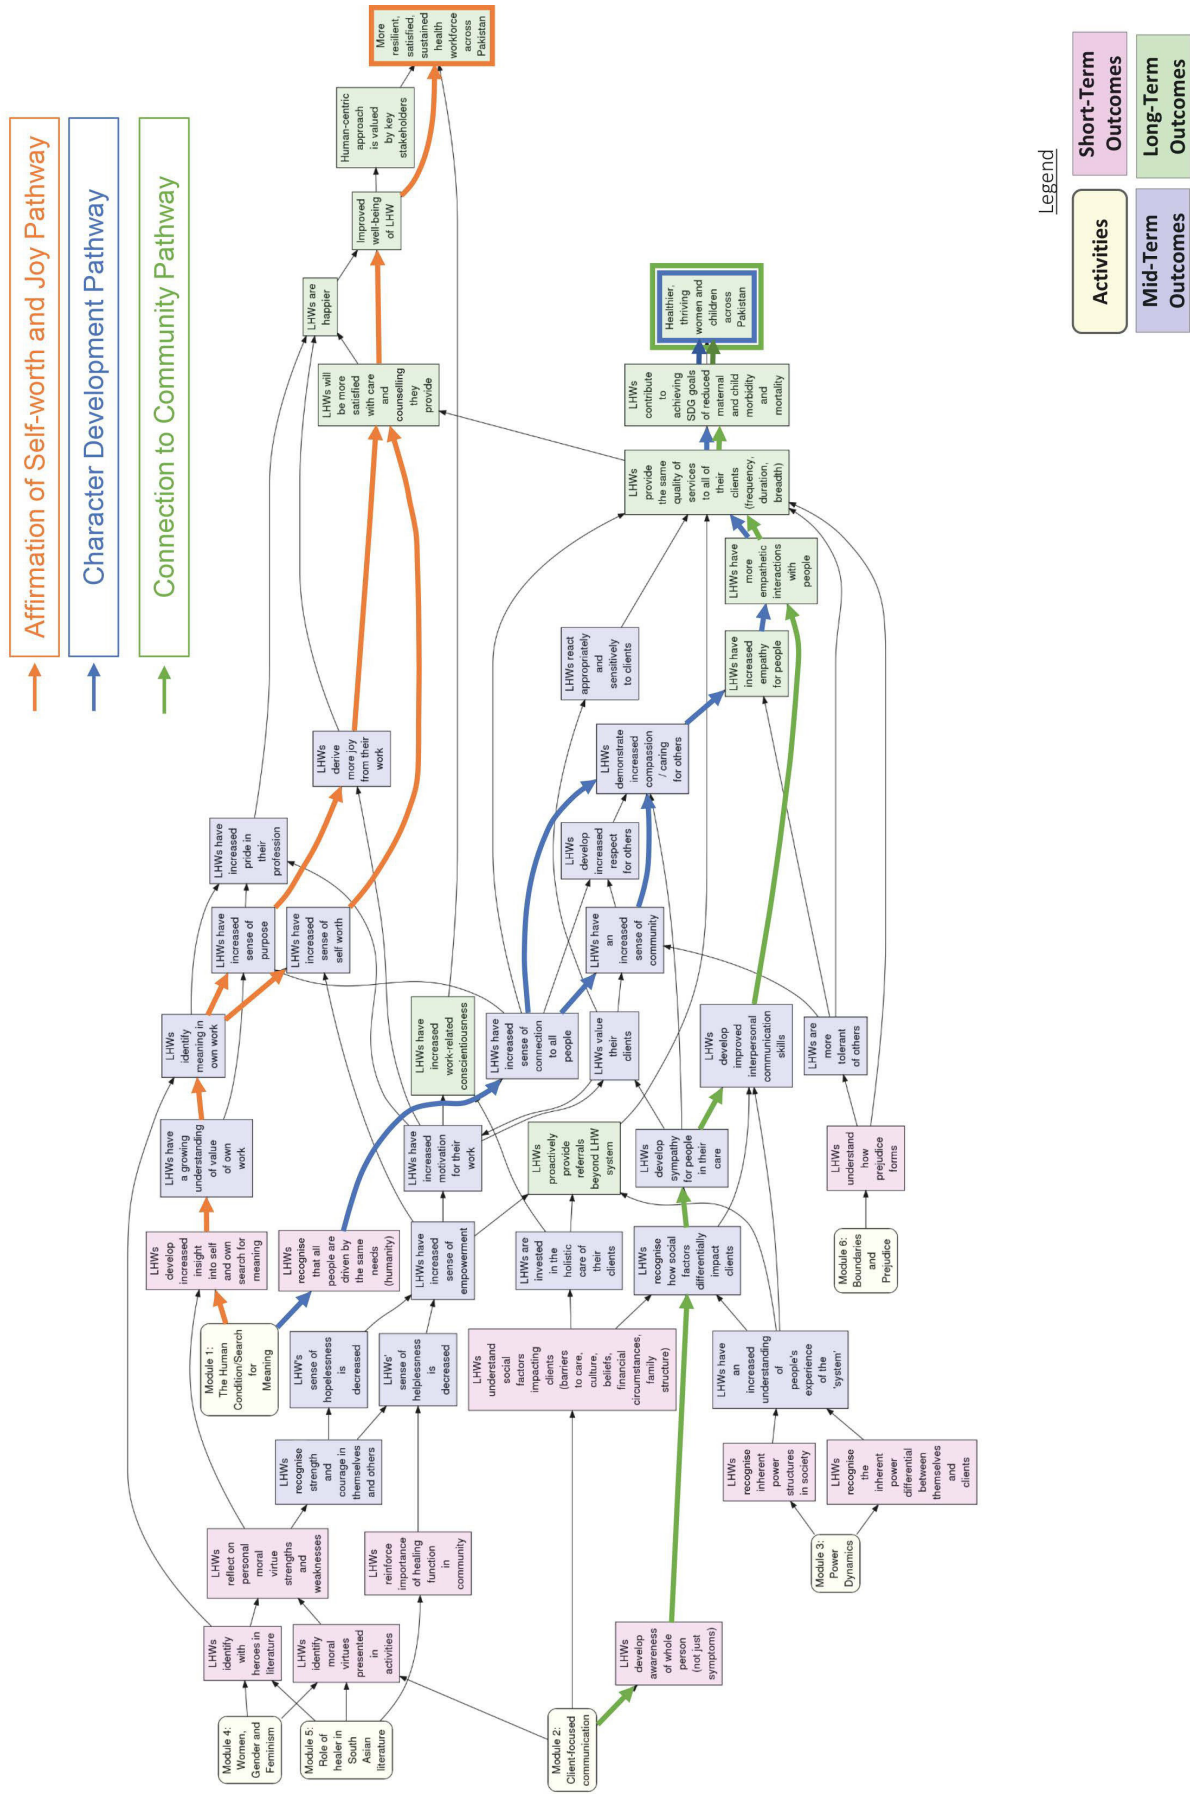 Affirmation of Self-worth and Joy Pathway
Character Development Pathway
Connection to Community Pathway
Module 4:
Women,
Gender and
Feminism
Module 5:
Role of
healer in
South
Asian
literature
Module 2:
Client-focused
communication
LHWs
identify
with
heroes in
literature
LHWs
identify
moral
virtues
presented
in
activities
LHWs
develop
awareness
of whole
person
(not just
symptoms)
LHWs
reflect on
personal
moral
virtue
strengths
and
weaknesses
LHWs
reinforce
importance
of healing
function
in
community
Module 3:
Power
Dynamics
LHWs
recognise
strength
and
courage in
themselves
and others
LHWs
recognise
inherent
power
structures
in society
LHWs
recognise
the
inherent
power
differential
between
themselves
and
clients
Module 1:
The Human
Condition/Search
for
Meaning
LHW's
sense of
hopelessness
is
decreased
LHWs'
sense of
helplessness
is
decreased
LHWs
understand
social
factors
impacting
clients
(barriers
to care,
culture,
beliefs,
financial
circumstances,
family
structure)
LHWs have
an
increased
understanding
of
people's
experience
of the
'system'
LHWs
develop
increased
insight
into self
and own
search for
meaning
LHWs
recognise
that all
people are
driven by
the same
needs
(humanity)
LHWs have
increased
sense of
empowerment
LHWs are
invested
in the
holistic
care of
their
clients
LHWs
recognise
how social
factors
differentially
impact
clients
Module 6:
Boundaries
and
Prejudice
LHWs have
a growing
understanding
of value
of own
work
LHWs have
increased
motivation
for their
work
LHWs
proactively
provide
referrals
beyond LHW
system
LHWs
develop
sympathy
for people
in their
care
LHWs
understand
how
prejudice
forms
LHWs
identify
meaning in
own work
LHWs have
increased
work-related
conscientiousness
LHWs have
increased
sense of
connection
to all
people
LHWs value
their
clients
LHWs
develop
improved
interpersonal
communication
skills
LHWs are
more
tolerant
of others
LHWs have
increased
sense of
purpose
LHWs have
increased
sense of
self worth
LHWs have
an
increased
sense of
community
LHWs have
increased
pride in
their
profession
LHWs
develop
increased
respect
for others
LHWs
derive
more joy
from their
work
LHWs
demonstrate
increased
compassion
/ caring
for others
LHWs react
appropriately
and
sensitively
to clients
LHWs have
increased
empathy
for people
LHWs have
more
empathetic
interactions
with
people
LHWs
provide
the same
quality of
services
to all of
their
clients
(frequency,
duration,
breadth)
LHWs will
be more
satisfied
with care
and
counselling
they
provide
LHWs
contribute
to
achieving
SDG goals
of reduced
maternal
and child
morbidity
and
mortality
LHWs are
happier
Healthier,
thriving
women and
children
across
Pakistan
Improved
well-being
of LHW
Human-centric
approach
is valued
by key
stakeholders
More
resilient,
satisfied,
sustained
health
workforce
across
Pakistan
Legend
Activities
Short-Term
Outcomes
Mid-Term
Outcomes
Long-Term
Outcomes